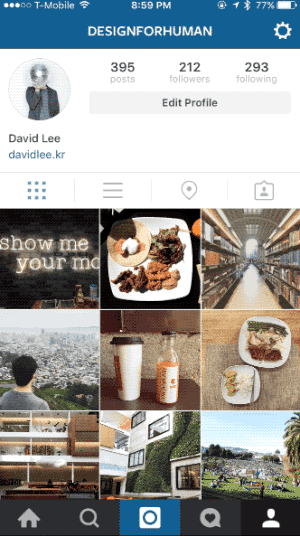 T-Mobile 8:59 PM 77%
DESIGNFORHUMAN
395 212 293
posts followers following
Edit Profile
David Lee
davidlee.kr
show me
your mo